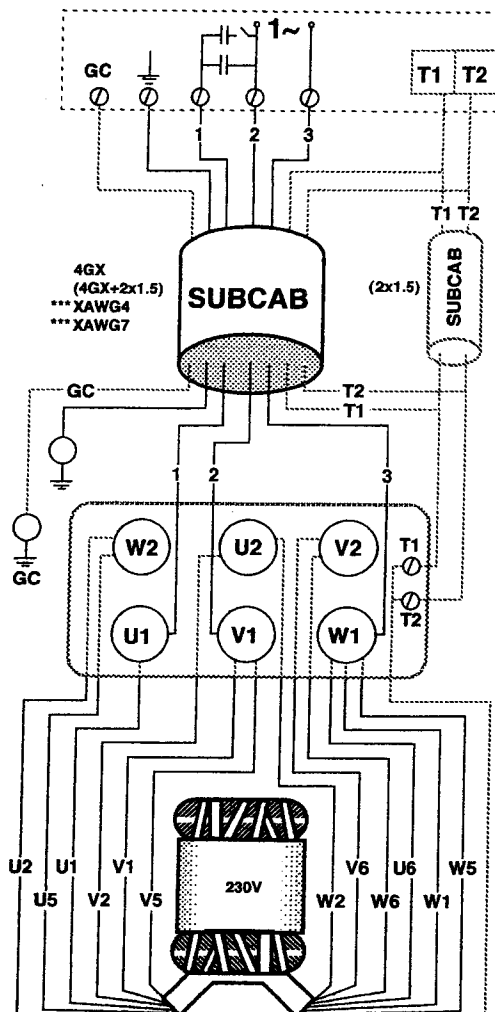 1~
GC
T1 T2
1 2 3
T1 T2
4GX
(4GX+2x1.5)
***XAWG4
***XAWG7
SUBCAB
(2x1.5)
SUBCAB
GC
T2
T1
1 2 3
GC
W2 U2 V2
T1
U1 V1 W1
T2
U2 U1 V1 V6 U6 W5
U5 V2 V5 W2 W6 W1
230V